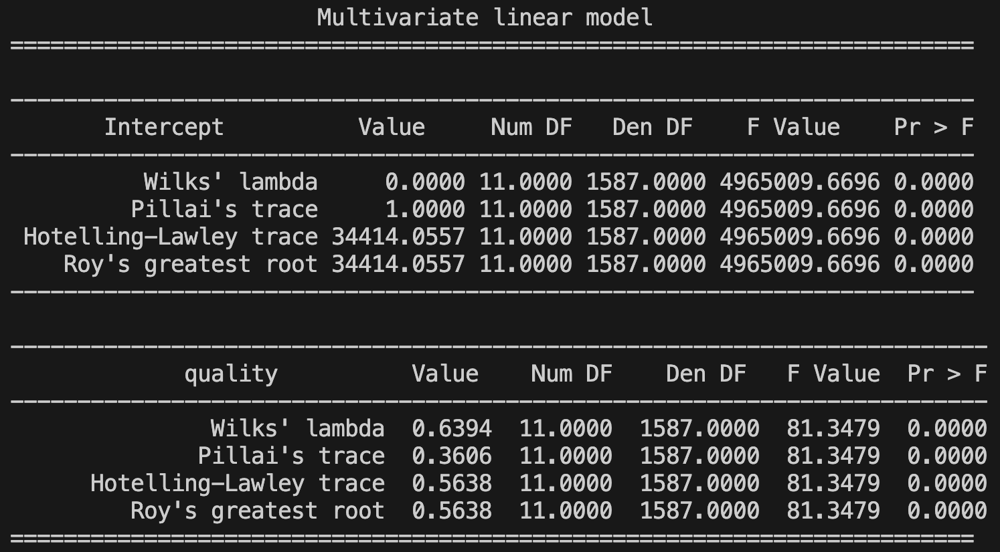 Multivariate linear model
========================================================================
------------------------------------------------------------------------
Intercept Value Num DF Den DF F Value Pr > F
------------------------------------------------------------------------
Wilks' lambda 0.0000 11.0000 1587.0000 4965009.6696 0.0000
Pillai's trace 1.0000 11.0000 1587.0000 4965009.6696 0.0000
Hotelling-Lawley trace 34414.0557 11.0000 1587.0000 4965009.6696 0.0000
Roy's greatest root 34414.0557 11.0000 1587.0000 4965009.6696 0.0000
------------------------------------------------------------------------
-------------------------------------------------------------------------
quality Value Num DF Den DF F Value Pr > F
-------------------------------------------------------------------------
Wilks' lambda 0.6394 11.0000 1587.0000 81.3479 0.0000
Pillai's trace 0.3606 11.0000 1587.0000 81.3479 0.0000
Hotelling-Lawley trace 0.5638 11.0000 1587.0000 81.3479 0.0000
Roy's greatest root 0.5638 11.0000 1587.0000 81.3479 0.0000
========================================================================